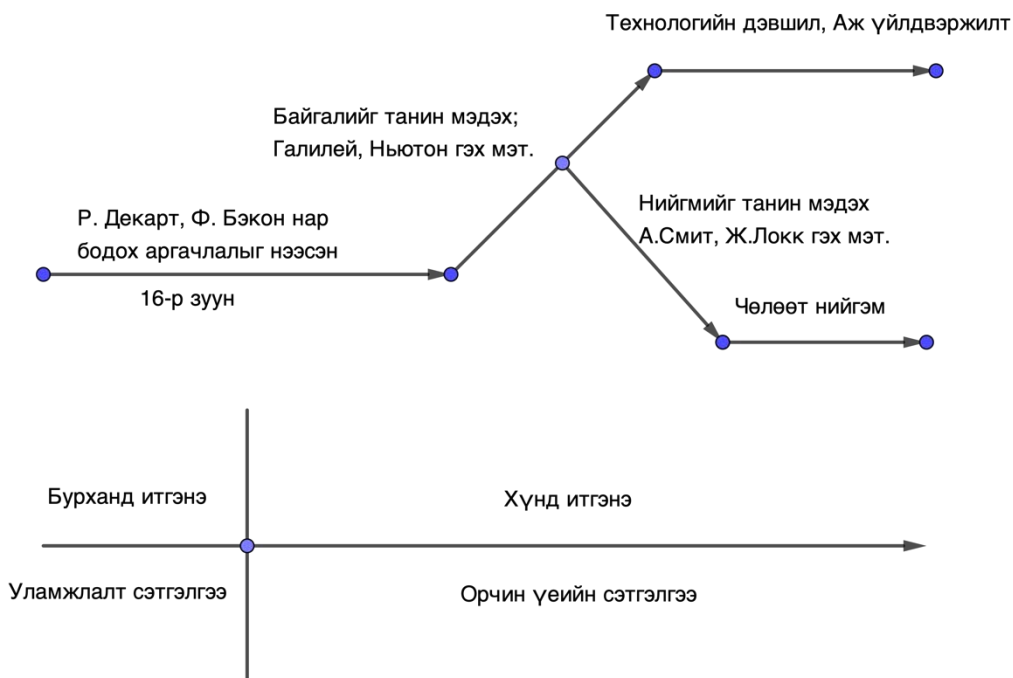 Технологийн дэвшил, Аж үйлдвэржилт
Байгалийг танин мэдэх;
Галилей, Ньютон гэх мэт.
Р. Декарт, Ф. Бэкон нар
бодох аргачлалыг нээсэн
16-р зуун
Нийгмийг танин мэдэх
А.Смит, Ж.Локк гэх мэт.
Чөлөөт нийгэм
Бурханд итгэнэ
Хүнд итгэнэ
Уламжлалт сэтгэлгээ
Орчин үеийн сэтгэлгээ